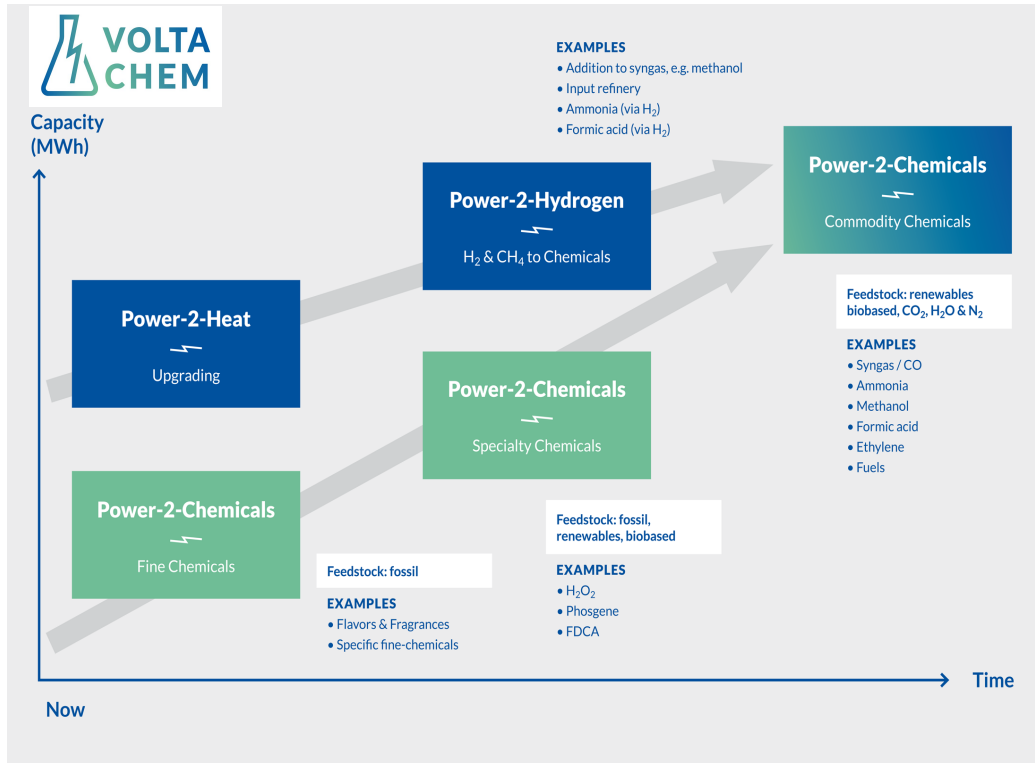 VOLTA
CHEM
Capacity
(MWh)
EXAMPLES
• Addition to syngas, e.g. methanol
• Input refinery
• Ammonia (via H₂)
• Formic acid (via H₂)
Power-2-Chemicals
Commodity Chemicals
Power-2-Hydrogen
H₂ & CH₄ to Chemicals
Power-2-Heat
Upgrading
Feedstock: renewables
biobased, CO₂, H₂O & N₂
EXAMPLES
• Syngas / CO
• Ammonia
• Methanol
• Formic acid
• Ethylene
• Fuels
Power-2-Chemicals
Specialty Chemicals
Power-2-Chemicals
Fine Chemicals
Feedstock: fossil,
renewables, biobased
EXAMPLES
• H₂O₂
• Phosgene
• FDCA
Feedstock: fossil
EXAMPLES
• Flavors & Fragrances
• Specific fine-chemicals
Time
Now